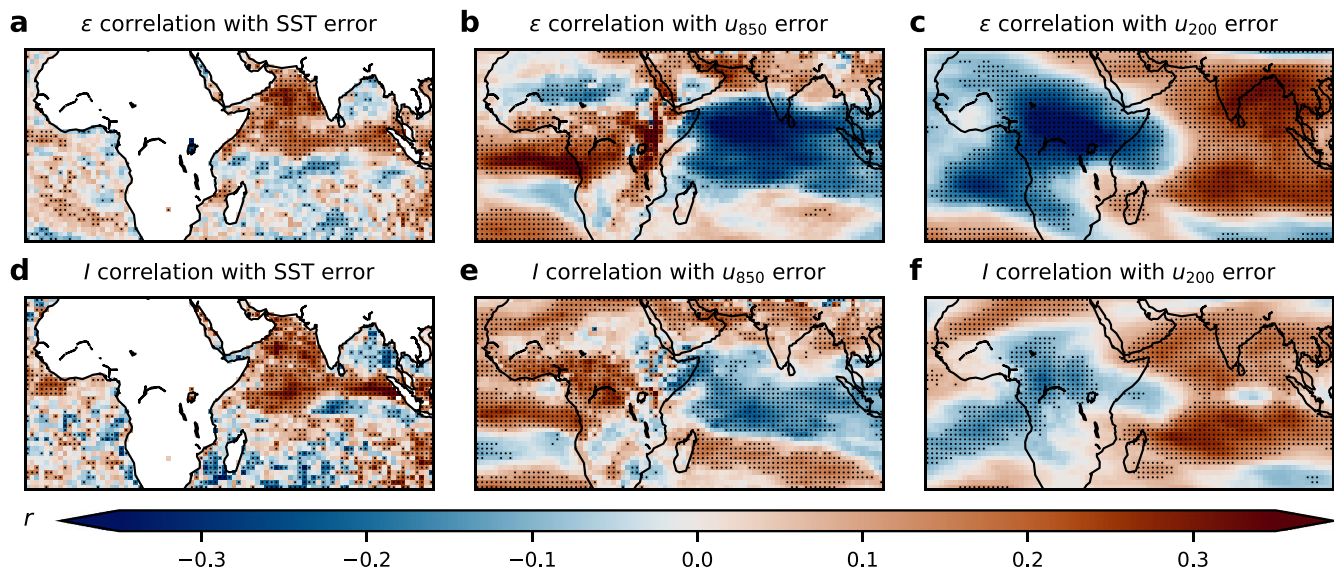 a ε correlation with SST error
b ε correlation with u850 error
c ε correlation with u200 error
d I correlation with SST error
e I correlation with u850 error
f I correlation with u200 error
r
−0.3 −0.2 −0.1 0.0 0.1 0.2 0.3